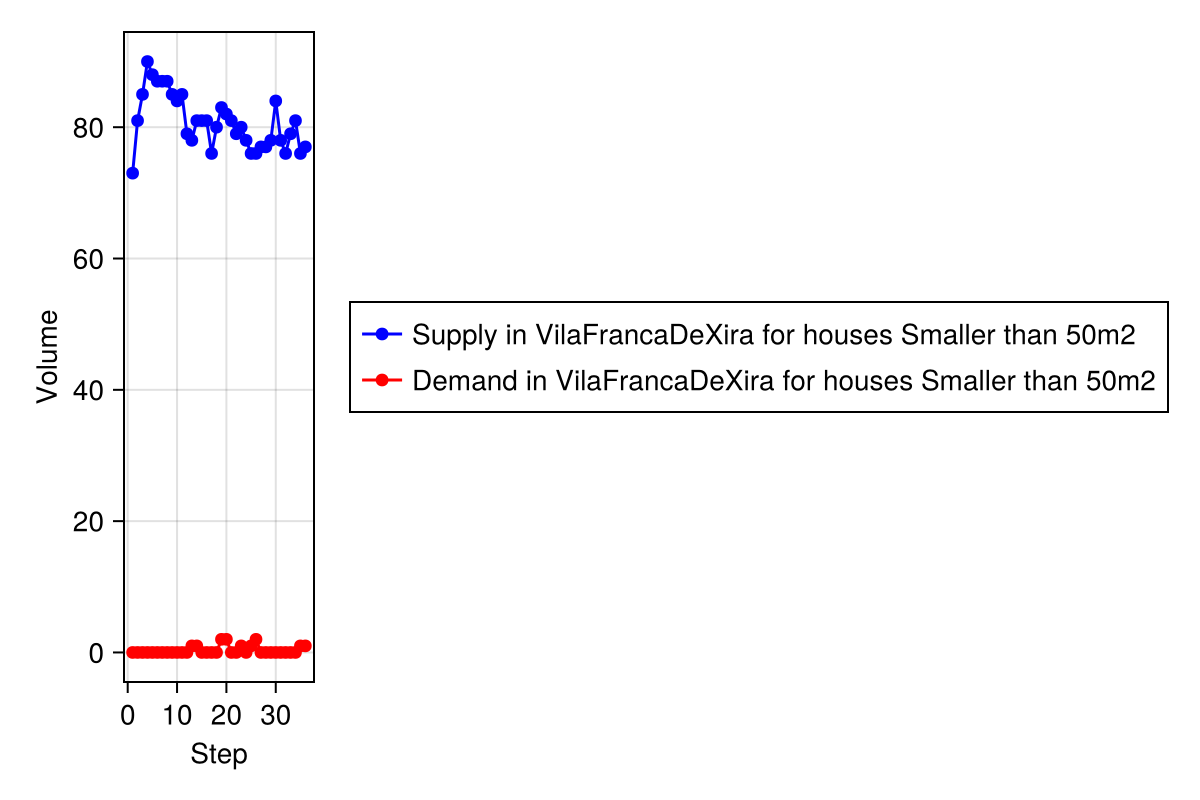 Volume
80
60
40
20
0
0 10 20 30
Step
Supply in VilaFrancaDeXira for houses Smaller than 50m2
Demand in VilaFrancaDeXira for houses Smaller than 50m2